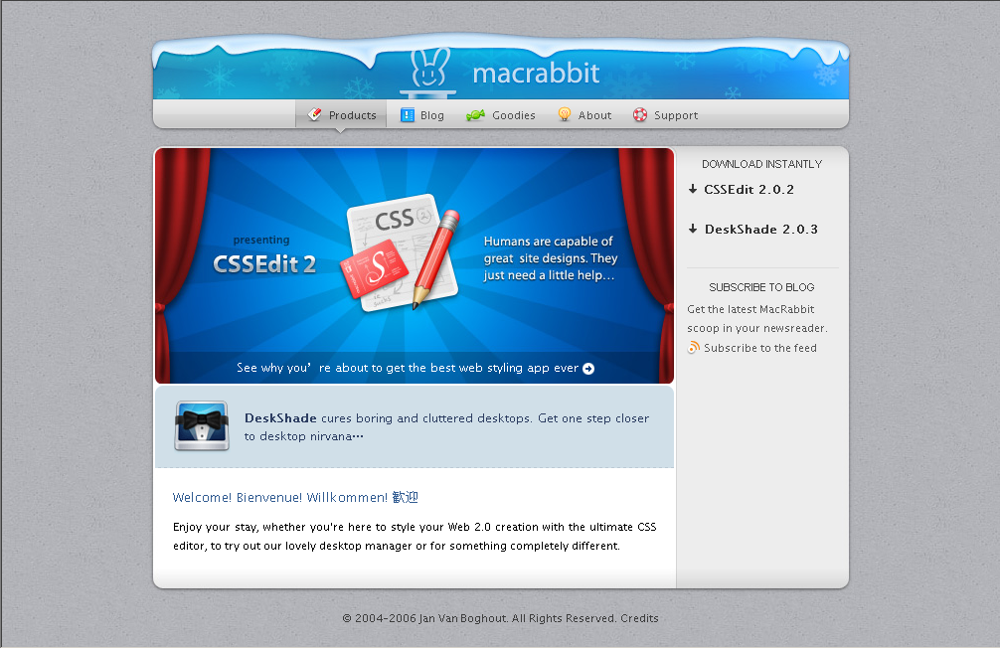 macrabbit
Products
Blog
Goodies
About
Support
presenting
CSSEdit 2
CSS
Humans are capable of
great site designs. They
just need a little help...
See why you’re about to get the best web styling app ever
DeskShade cures boring and cluttered desktops. Get one step closer
to desktop nirvana…
Welcome! Bienvenue! Willkommen! 歡迎
Enjoy your stay, whether you're here to style your Web 2.0 creation with the ultimate CSS
editor, to try out our lovely desktop manager or for something completely different.
DOWNLOAD INSTANTLY
CSSEdit 2.0.2
DeskShade 2.0.3
SUBSCRIBE TO BLOG
Get the latest MacRabbit
scoop in your newsreader.
Subscribe to the feed
© 2004-2006 Jan Van Boghout. All Rights Reserved. Credits